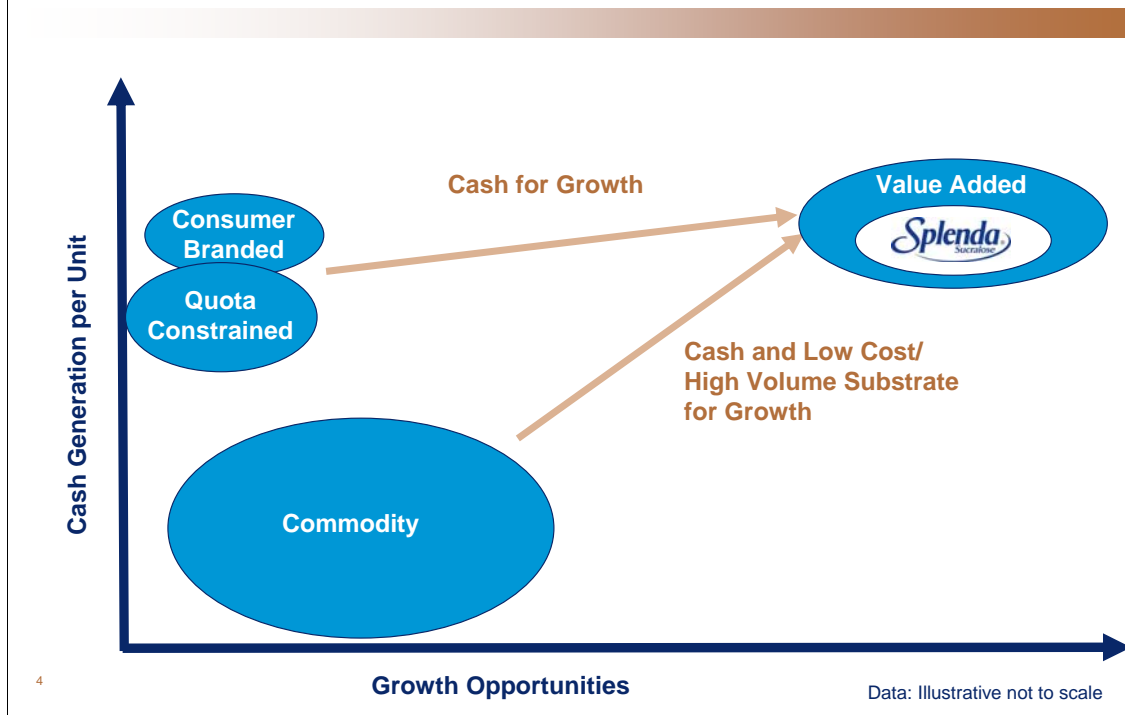 Cash Generation per Unit
Consumer
Branded
Quota
Constrained
Commodity
Cash for Growth
Cash and Low Cost/
High Volume Substrate
for Growth
Value Added
Splenda®
Sucralose
Growth Opportunities
4
Data: Illustrative not to scale